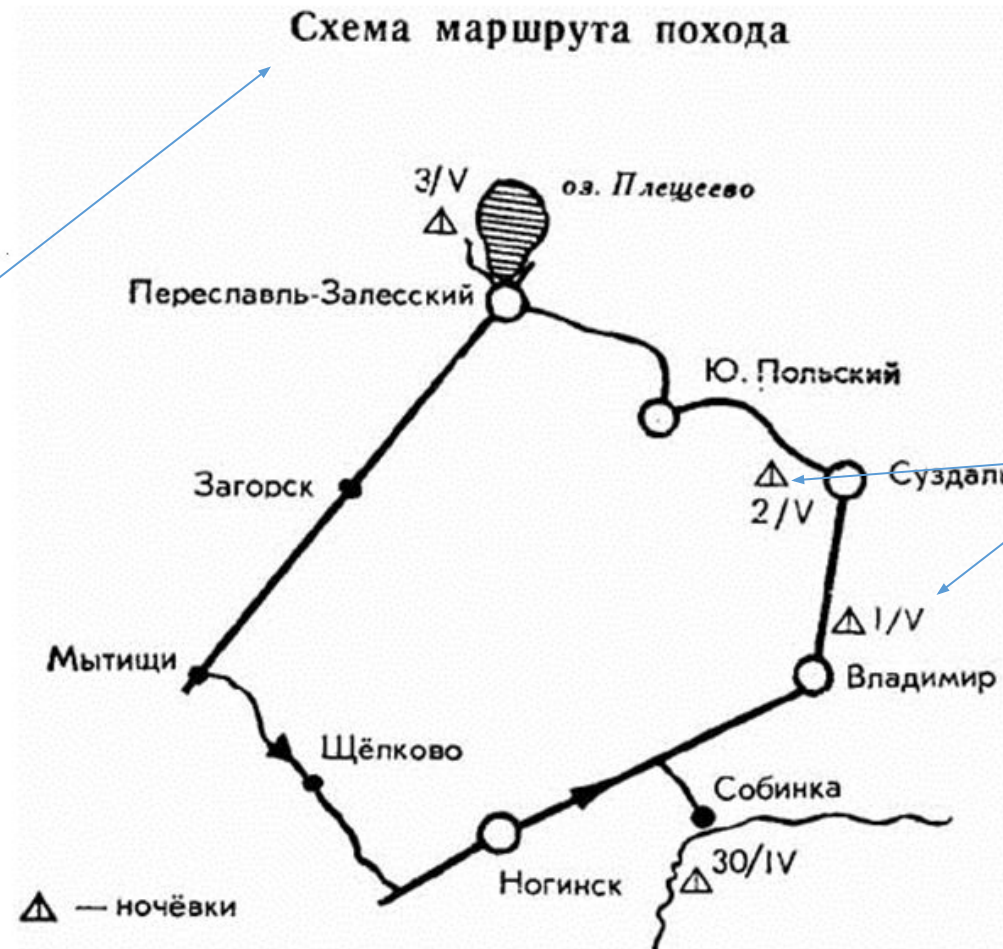 Схема маршрута похода
3/V
оз. Плещеево
Переславль-Залесский
Ю. Польский
Загорск
Суздаль
2/V
1/V
Мытищи
Владимир
Щёлково
Собинка
30/IV
Ногинск
— ночёвки